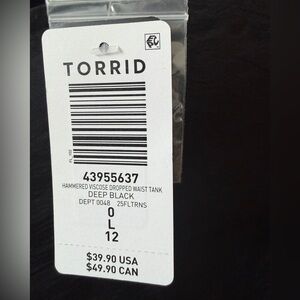 TORRID
43955637
HAMMERED VISCOSE DROPPED WAIST TANK
DEEP BLACK
DEPT 0048 25FLTRNS
0
L
12
$39.90 USA
$49.90 CAN